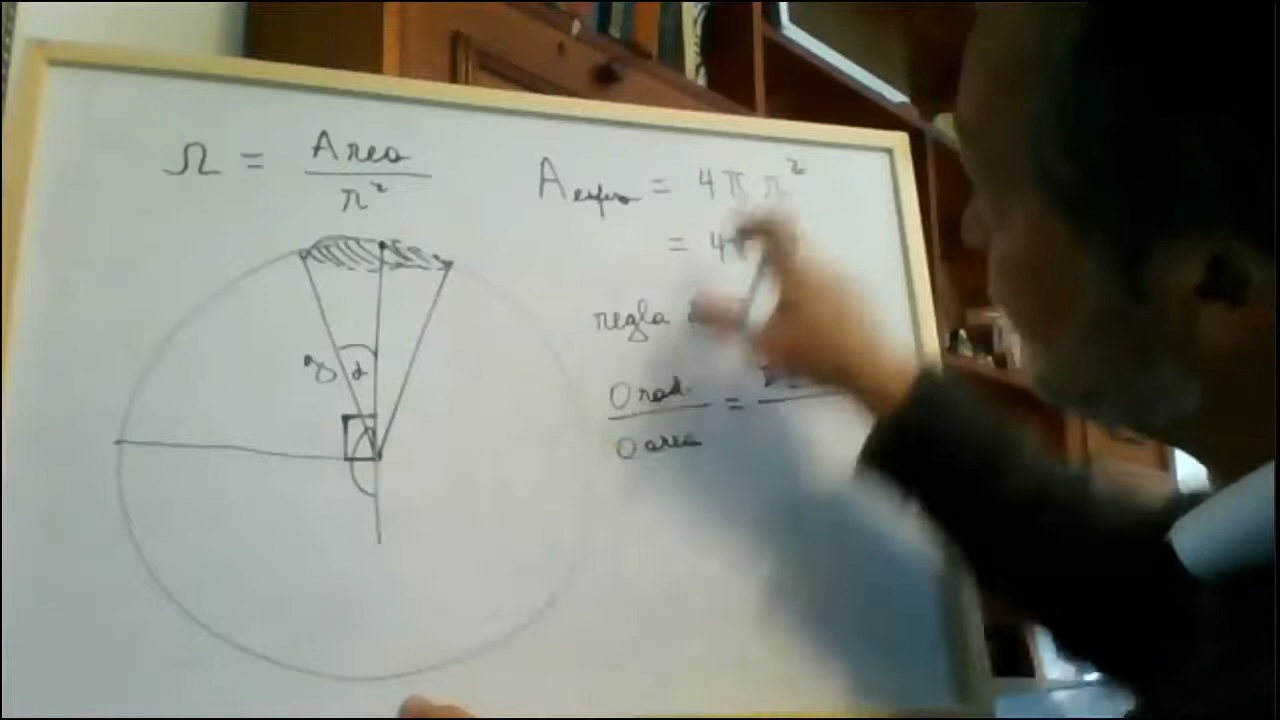 Ω = Area / r²
A esfera = 4 π r²
= 4π
regla
0 rad. / 0 area =
r
α